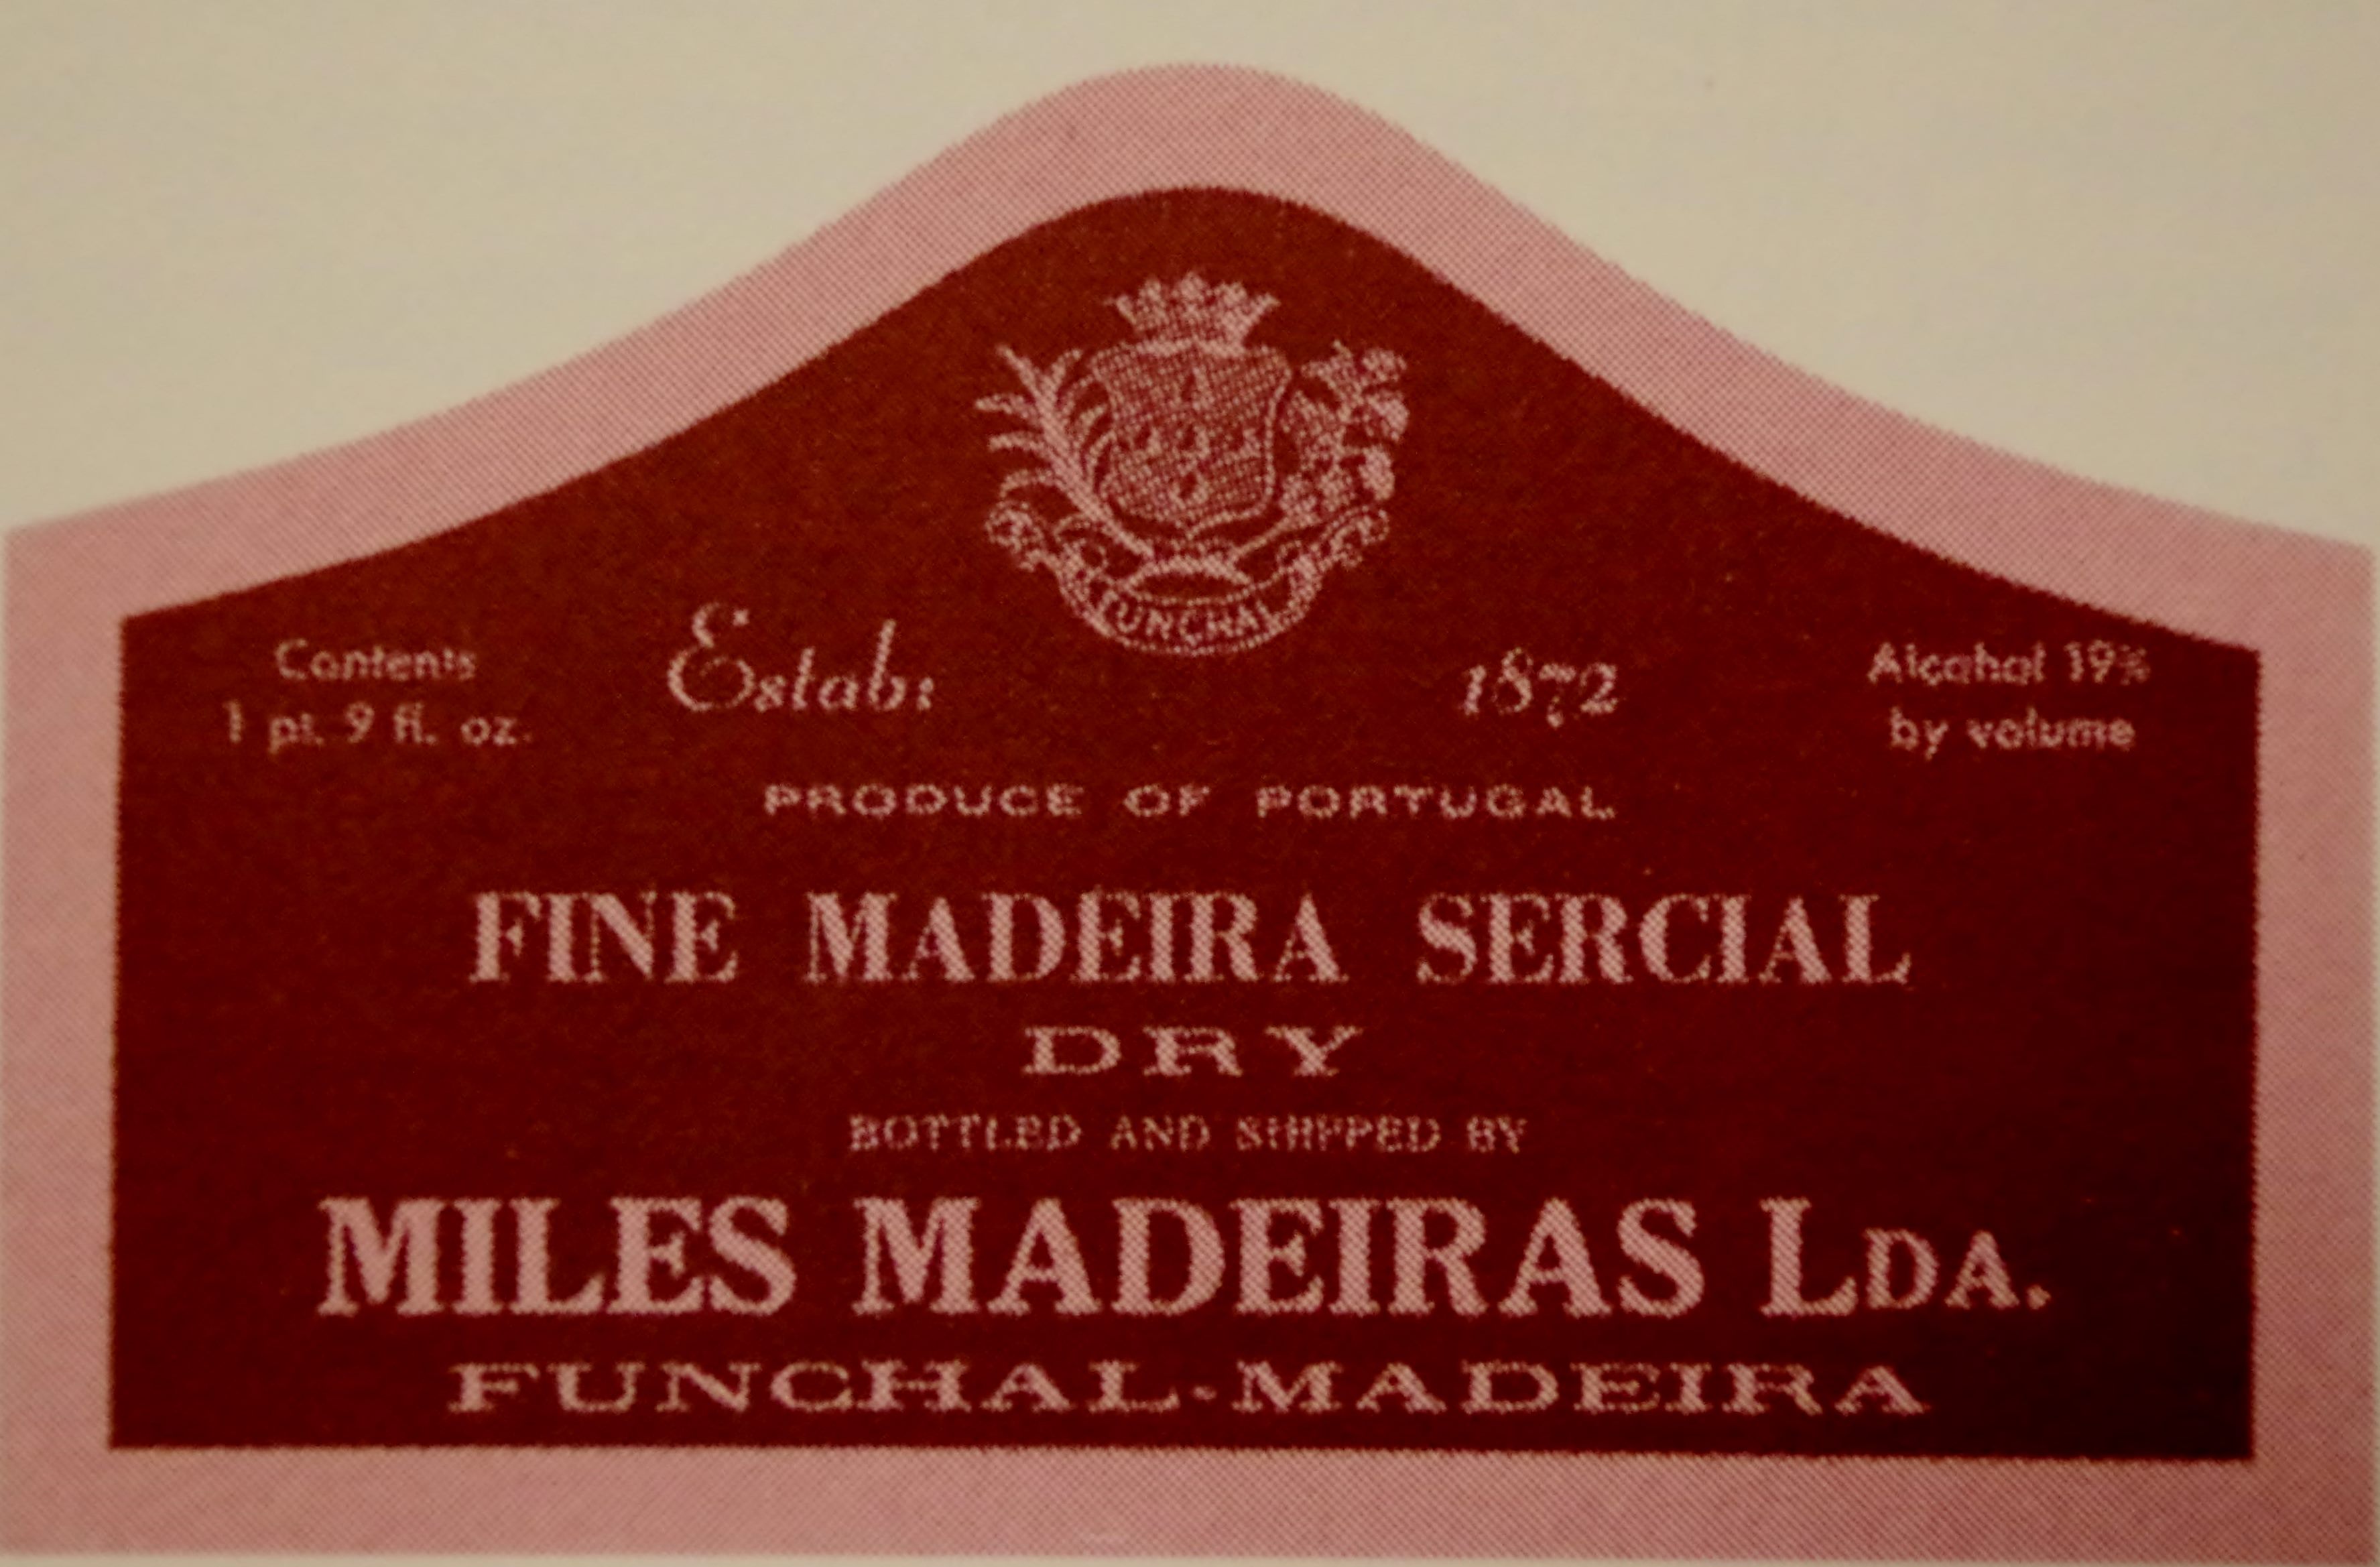 FUNCHAL
Contents
1 pt. 9 fl. oz.
Estab: 1872
Alcohol 19%
by volume
PRODUCE OF PORTUGAL
FINE MADEIRA SERCIAL
DRY
BOTTLED AND SHIPPED BY
MILES MADEIRAS LDA.
FUNCHAL-MADEIRA